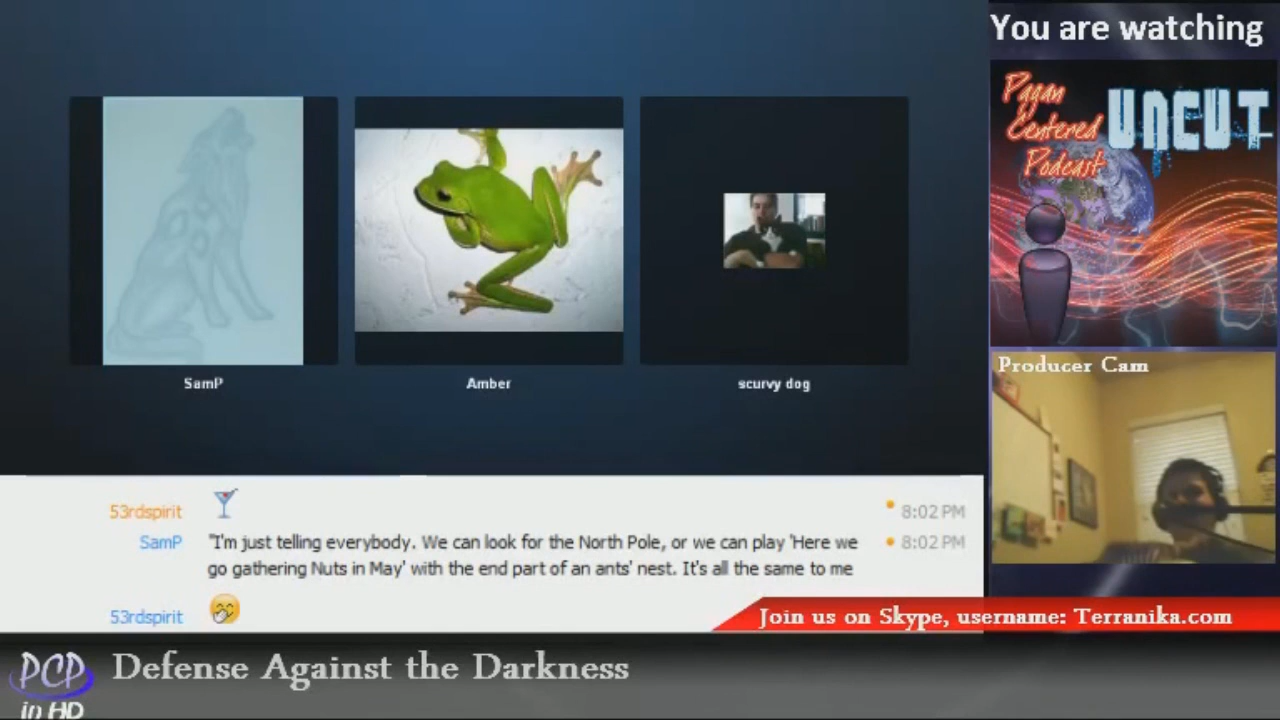 You are watching
Pagan
Centered
Podcast
UNCUT
Producer Cam
SamP
Amber
scurvy dog
53rdspirit
8:02 PM
SamP
"I'm just telling everybody. We can look for the North Pole, or we can play 'Here we
8:02 PM
go gathering Nuts in May' with the end part of an ants' nest. It's all the same to me
53rdspirit
Join us on Skype, username: Terranika.com
PCP
in HD
Defense Against the Darkness